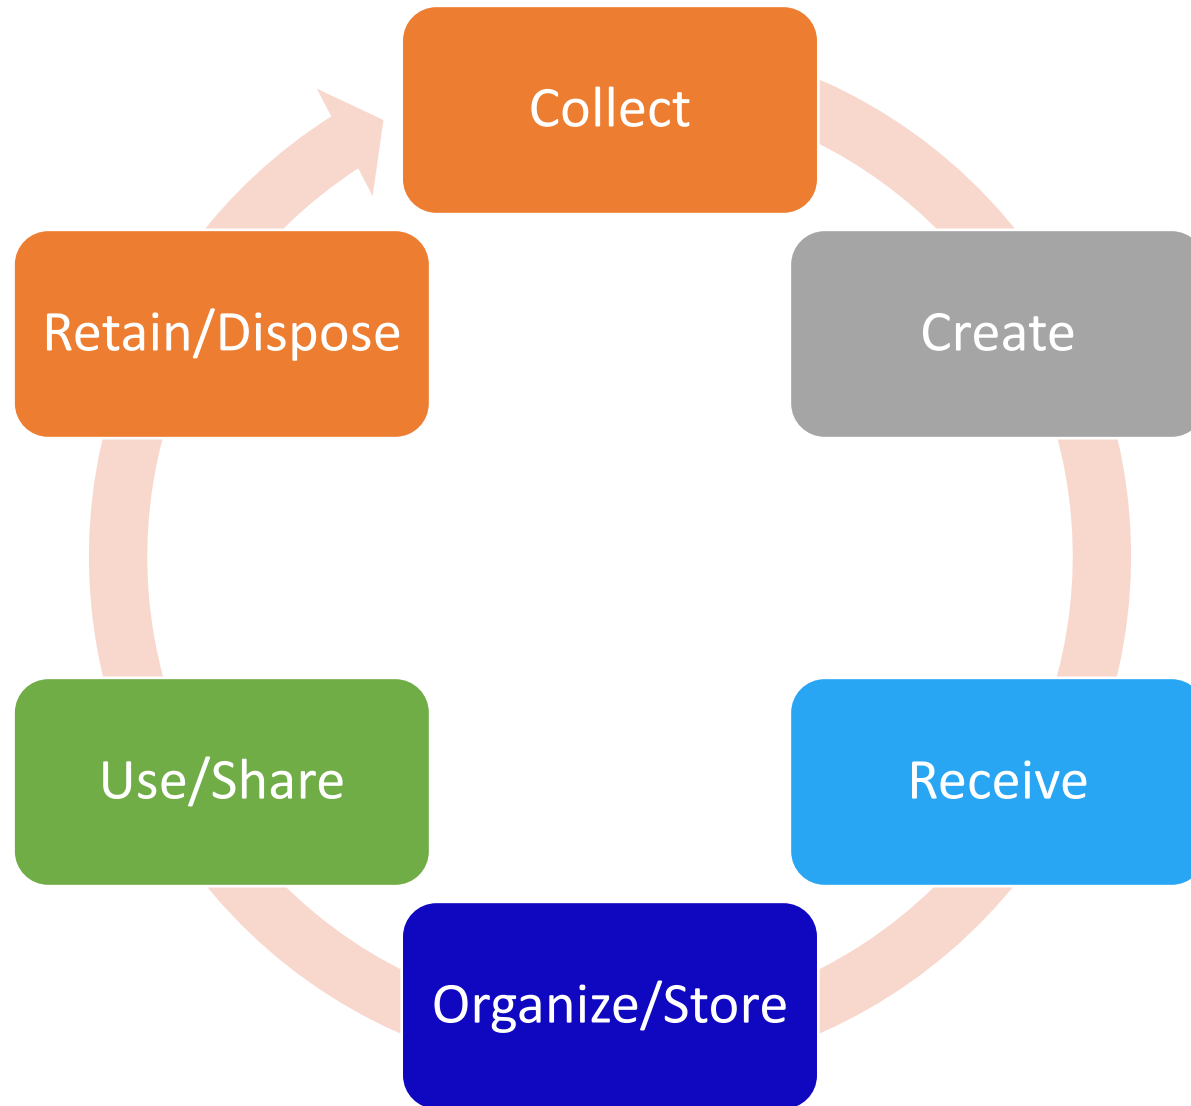 Collect
Create
Receive
Organize/Store
Use/Share
Retain/Dispose